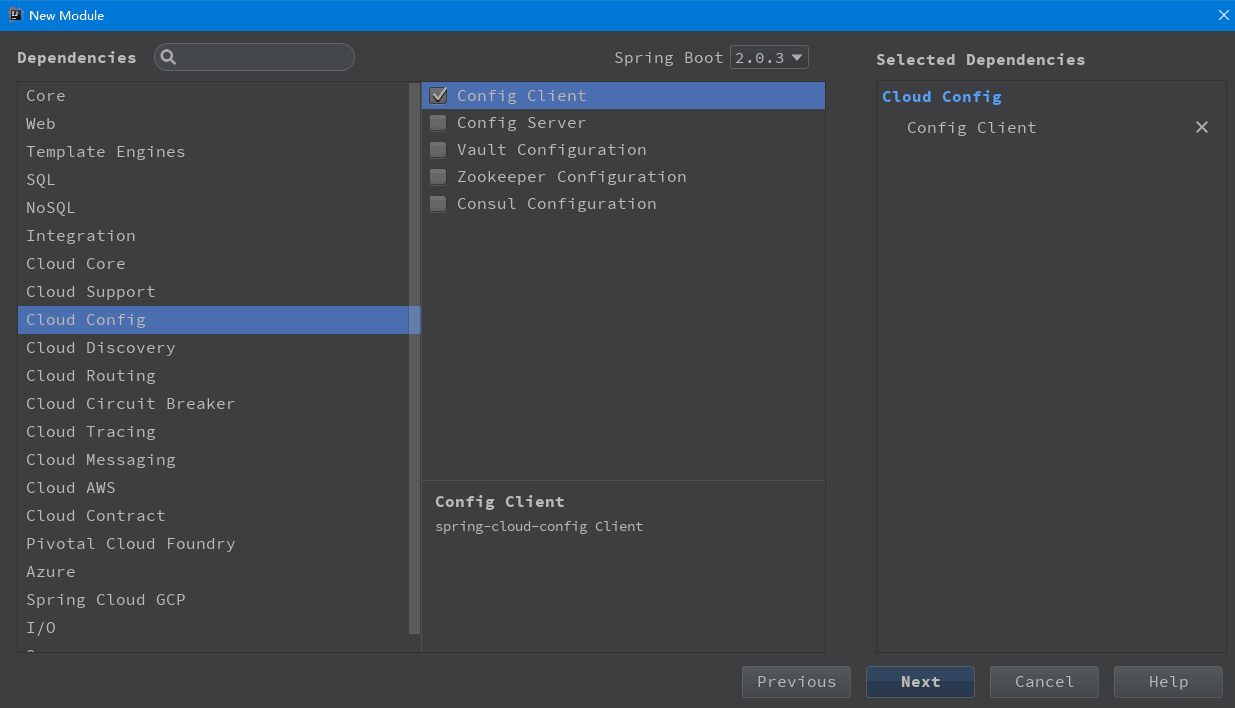 New Module
Dependencies
Spring Boot 2.0.3
Selected Dependencies
Core
Web
Template Engines
SQL
NoSQL
Integration
Cloud Core
Cloud Support
Cloud Config
Cloud Discovery
Cloud Routing
Cloud Circuit Breaker
Cloud Tracing
Cloud Messaging
Cloud AWS
Cloud Contract
Pivotal Cloud Foundry
Azure
Spring Cloud GCP
I/O
Config Client
Config Server
Vault Configuration
Zookeeper Configuration
Consul Configuration
Config Client
spring-cloud-config Client
Cloud Config
Config Client
Previous
Next
Cancel
Help